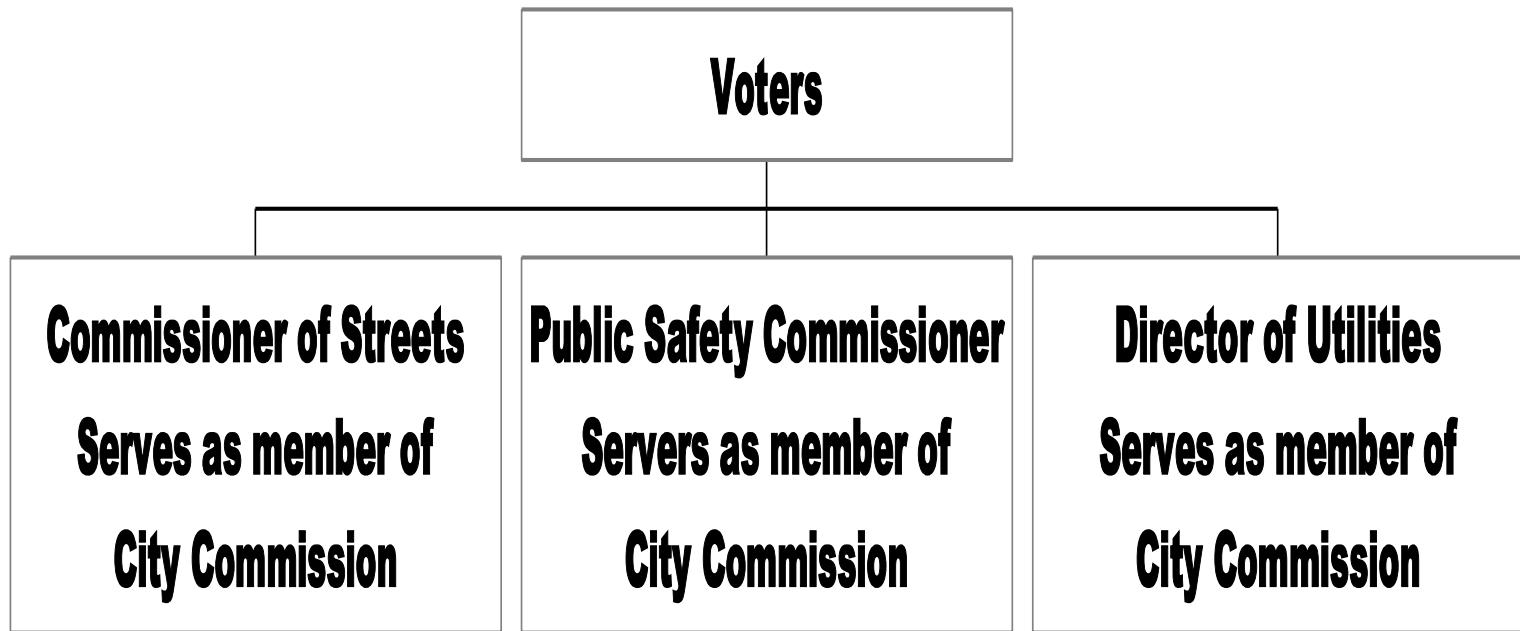 Voters
Commissioner of Streets
Serves as member of
City Commission
Public Safety Commissioner
Servers as member of
City Commission
Director of Utilities
Serves as member of
City Commission